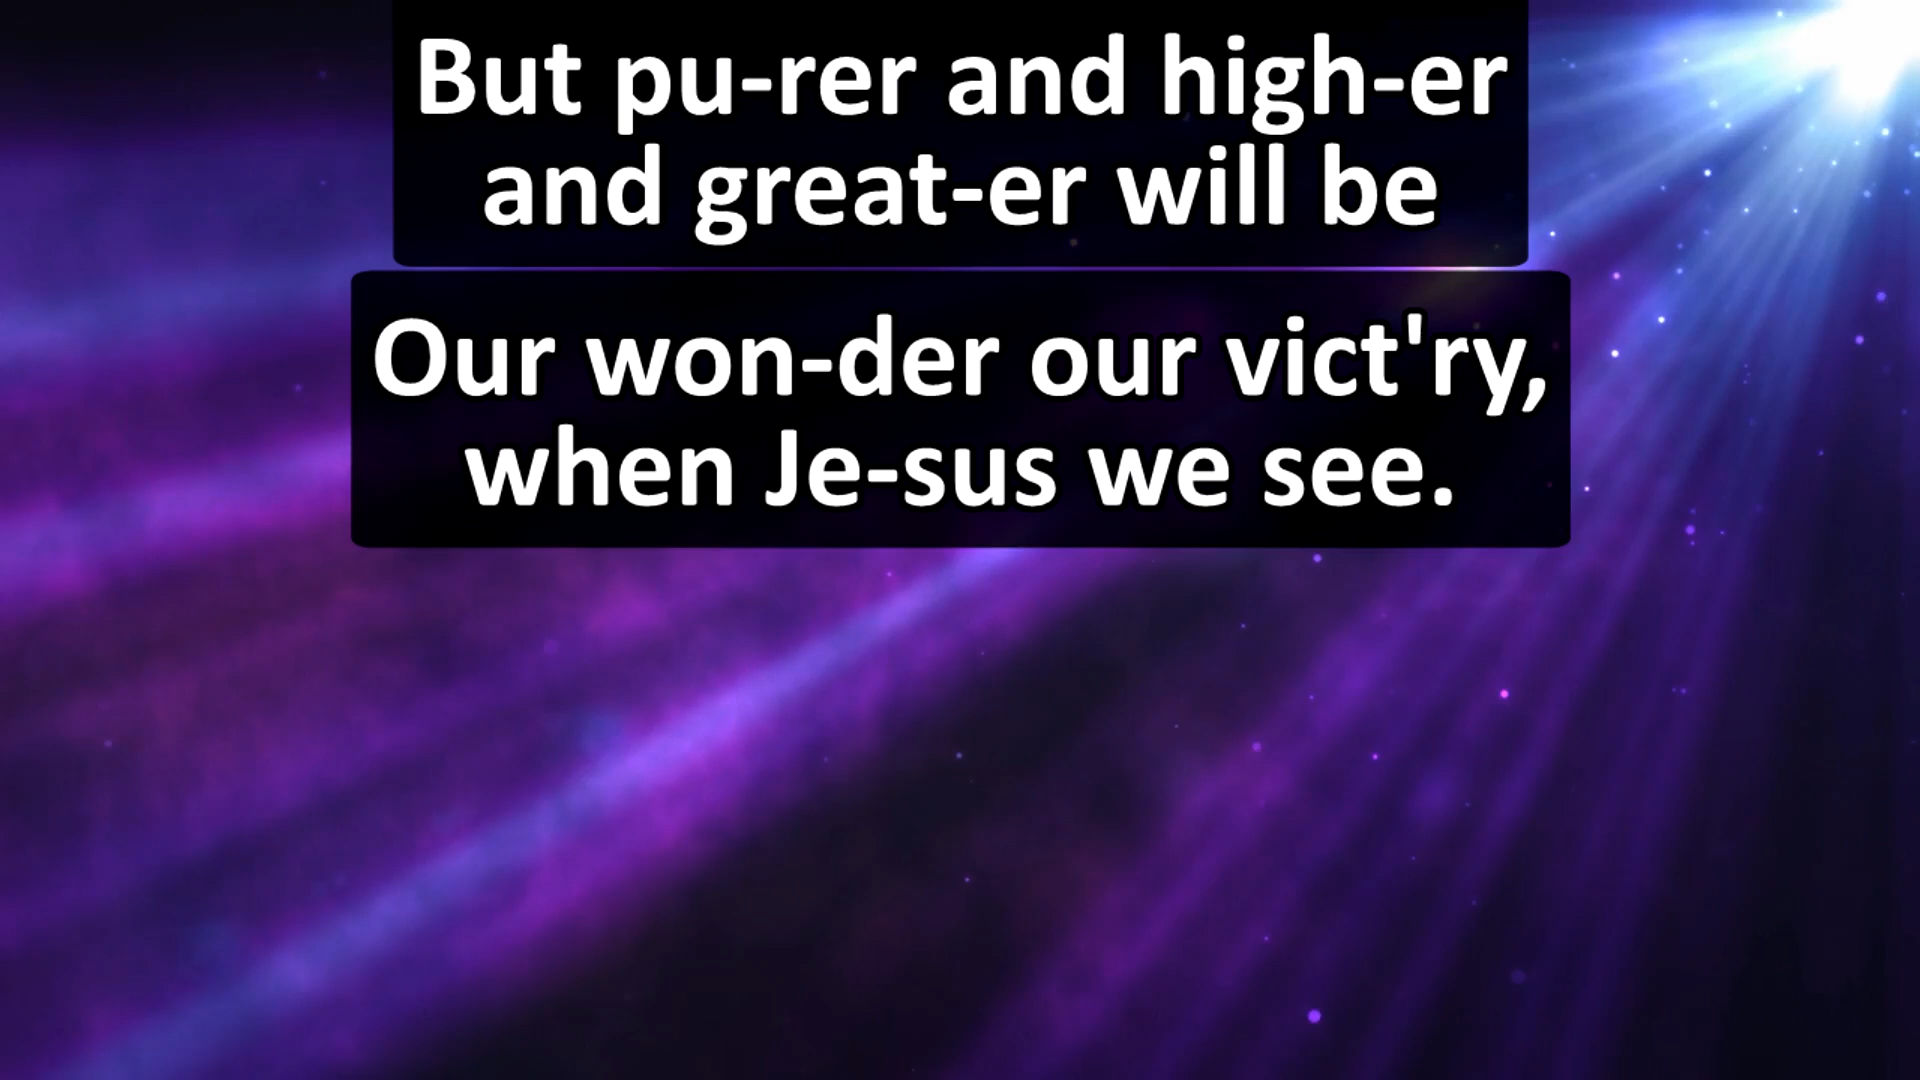 But pu-rer and high-er
and great-er will be
Our won-der our vict'ry,
when Je-sus we see.